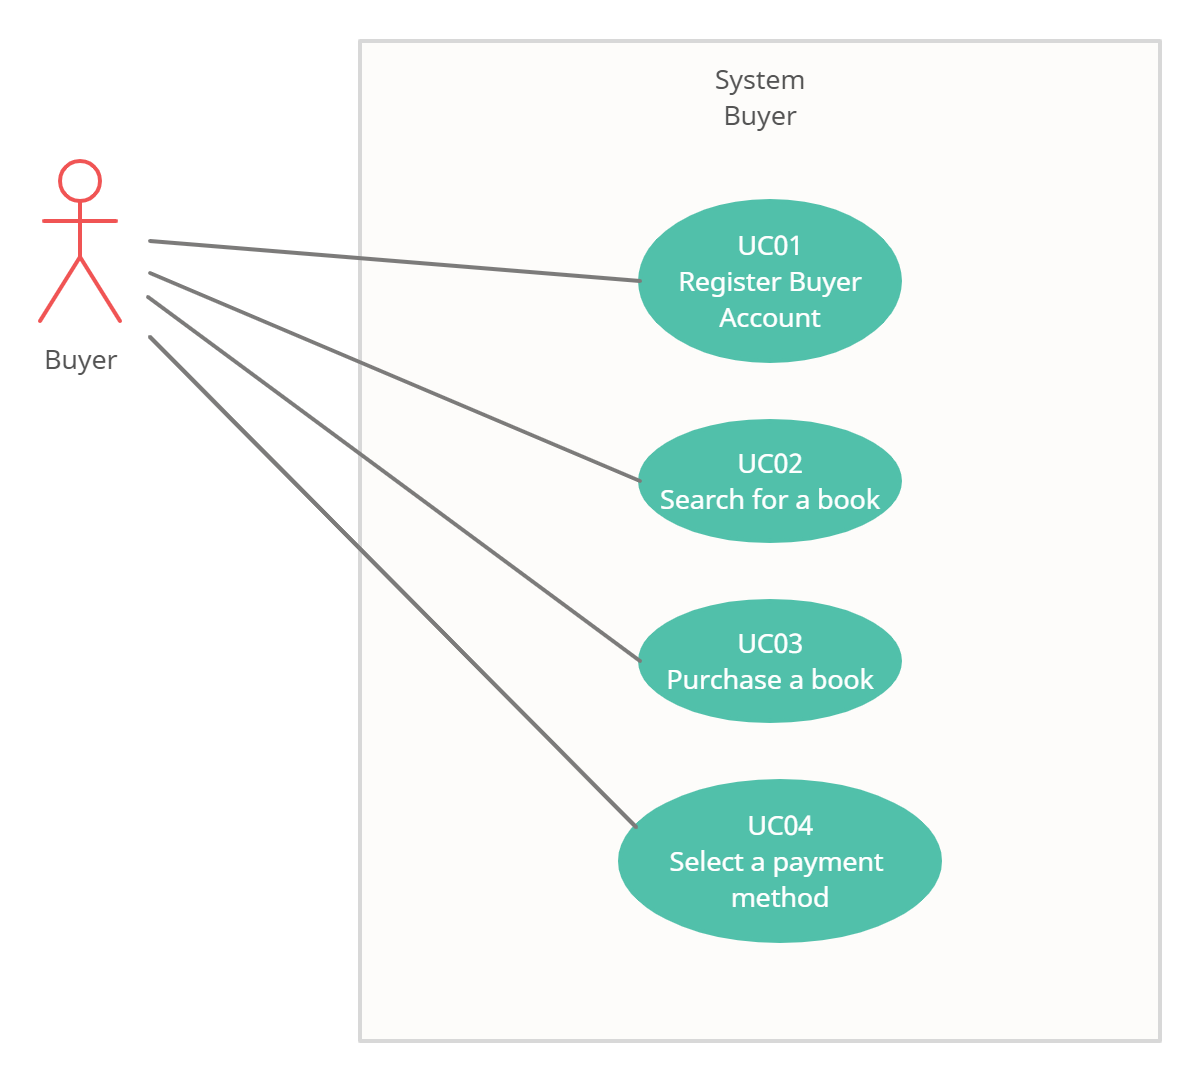 System
Buyer
UC01
Register Buyer
Account
Buyer
UC02
Search for a book
UC03
Purchase a book
UC04
Select a payment
method